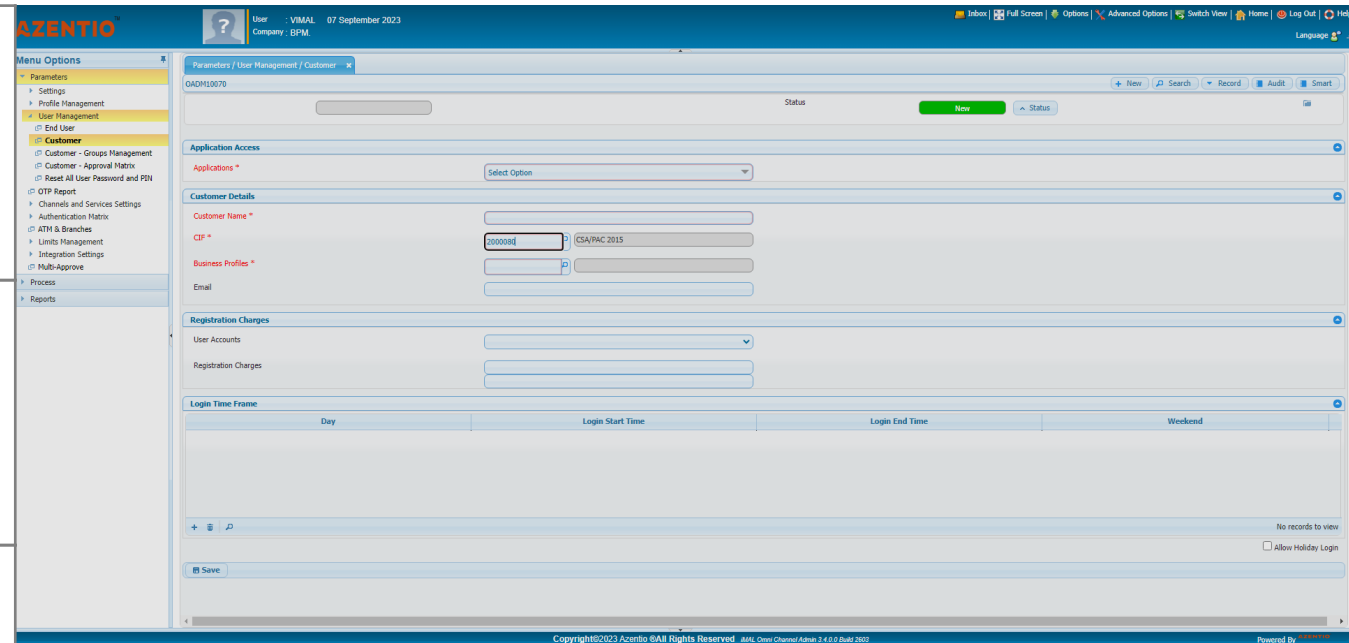 AZENTIO
User : VIMAL 07 September 2023
Company : BPM.
Inbox | Full Screen | Options | Advanced Options | Switch View | Home | Log Out | Hel
Language
Menu Options
Parameters
Settings
Profile Management
User Management
End User
Customer
Customer - Groups Management
Customer - Approval Matrix
Reset All User Password and PIN
OTP Report
Channels and Services Settings
Authentication Matrix
ATM & Branches
Limits Management
Integration Settings
Multi-Approve
Process
Reports
Parameters / User Management / Customer
OADM10070
+ New Search Record Audit Smart
Status New Status
Application Access
Applications * Select Option
Customer Details
Customer Name *
CIF * 2000080 CSA/PAC 2015
Business Profiles *
Email
Registration Charges
User Accounts
Registration Charges
Login Time Frame
Day Login Start Time Login End Time Weekend
No records to view
Allow Holiday Login
Save
Copyright©2023 Azentio ®All Rights Reserved iMAL Omni Channel Admin 3.4.0.0 Build 2603
Powered By AZENTIO